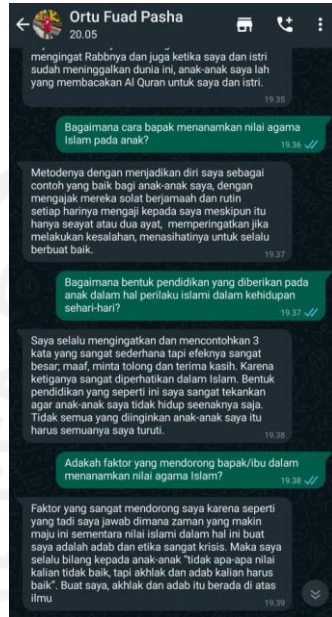 Ortu Fuad Pasha
20.05
mengingat Rabbnya dan juga ketika saya dan istri
sudah meninggalkan dunia ini, anak-anak saya lah
yang membacakan Al Quran untuk saya dan istri.
19.35
Bagaimana cara bapak menanamkan nilai agama
Islam pada anak?
19.36
Metodenya dengan menjadikan diri saya sebagai
contoh yang baik bagi anak-anak saya, dengan
mengajak mereka solat berjamaah dan rutin
setiap harinya mengaji kepada saya meskipun itu
hanya seayat atau dua ayat, memperingatkan jika
melakukan kesalahan, menasihatinya untuk selalu
berbuat baik.
19.37
Bagaimana bentuk pendidikan yang diberikan pada
anak dalam hal perilaku islami dalam kehidupan
sehari-hari?
19.37
Saya selalu mengingatkan dan mencontohkan 3
kata yang sangat sederhana tapi efeknya sangat
besar; maaf, minta tolong dan terima kasih. Karena
ketiganya sangat diperhatikan dalam Islam. Bentuk
pendidikan yang seperti ini saya sangat tekankan
agar anak-anak saya tidak hidup seenaknya saja.
Tidak semua yang diinginkan anak-anak saya itu
harus semuanya saya turuti.
19.38
Adakah faktor yang mendorong bapak/ibu dalam
menanamkan nilai agama Islam?
19.38
Faktor yang sangat mendorong saya karena seperti
yang tadi saya jawab dimana zaman yang makin
maju ini sementara nilai islami dalam hal ini buat
saya adalah adab dan etika sangat krisis. Maka saya
selalu bilang kepada anak-anak "tidak apa-apa nilai
kalian tidak baik, tapi akhlak dan adab kalian harus
baik". Buat saya, akhlak dan adab itu berada di atas
ilmu
19.39